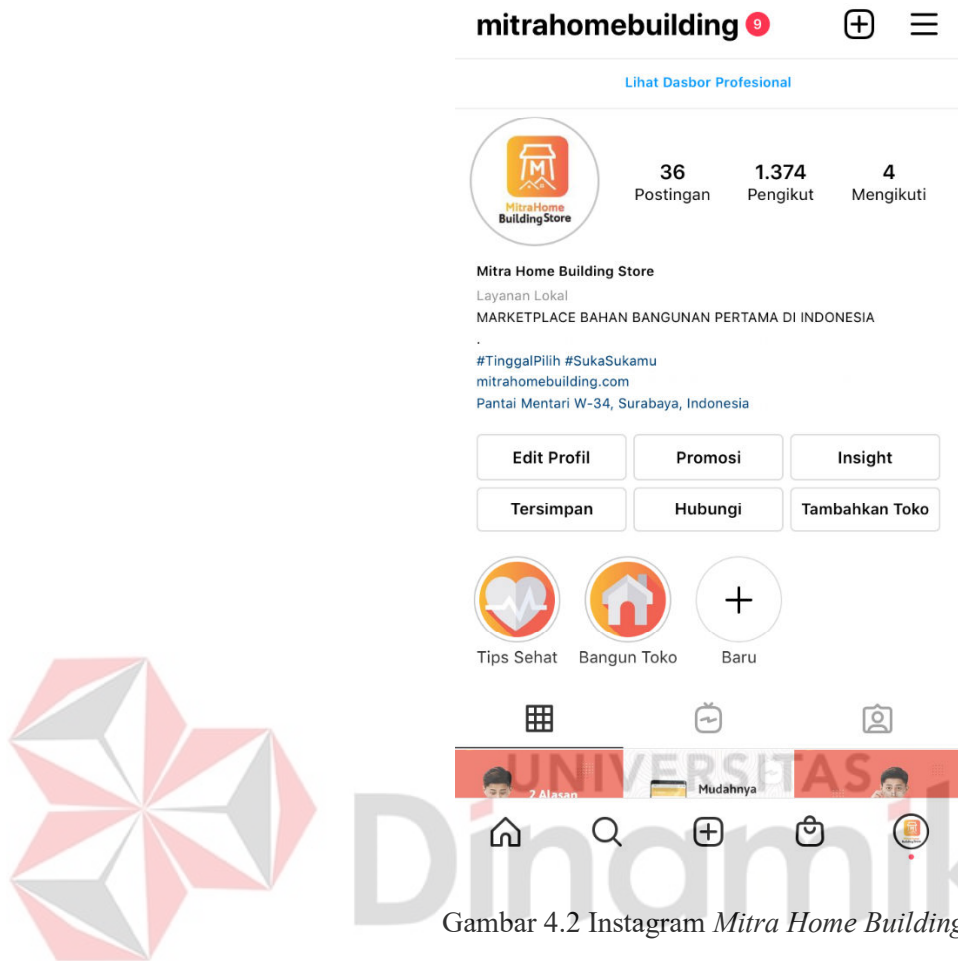 mitrahomebuilding 9
Lihat Dasbor Profesional
M
MitraHome
BuildingStore
36 1.374 4
Postingan Pengikut Mengikuti
Mitra Home Building Store
Layanan Lokal
MARKETPLACE BAHAN BANGUNAN PERTAMA DI INDONESIA
.
#TinggalPilih #SukaSukamu
mitrahomebuilding.com
Pantai Mentari W-34, Surabaya, Indonesia
Edit Profil Promosi Insight
Tersimpan Hubungi Tambahkan Toko
Tips Sehat Bangun Toko Baru
UNIVERSITAS
2 Alasan Mudahnya
Dinamik
Gambar 4.2 Instagram Mitra Home Building